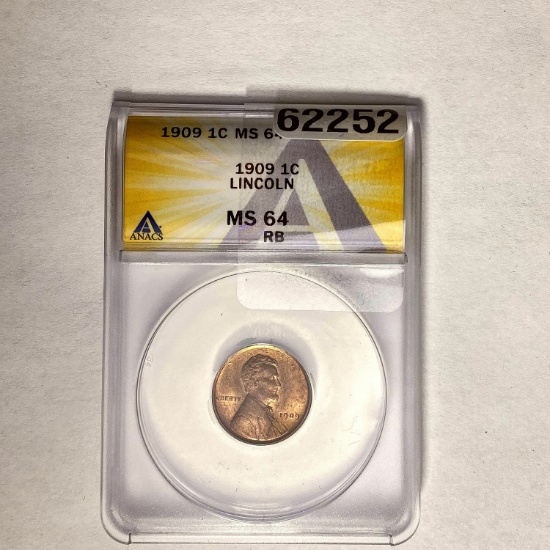 62252
1909 1C MS 64
1909 1C
LINCOLN
MS 64
RB
ANACS
LIBERTY
1909